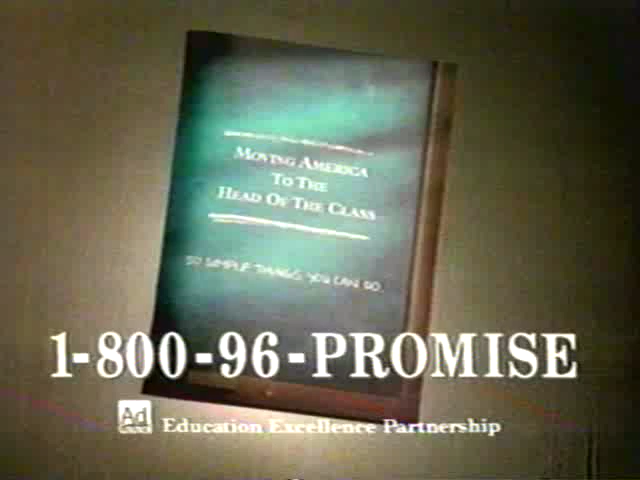 MOVING AMERICA
TO THE
HEAD OF THE CLASS
50 SIMPLE THINGS YOU CAN DO
1-800-96-PROMISE
Ad
Education Excellence Partnership